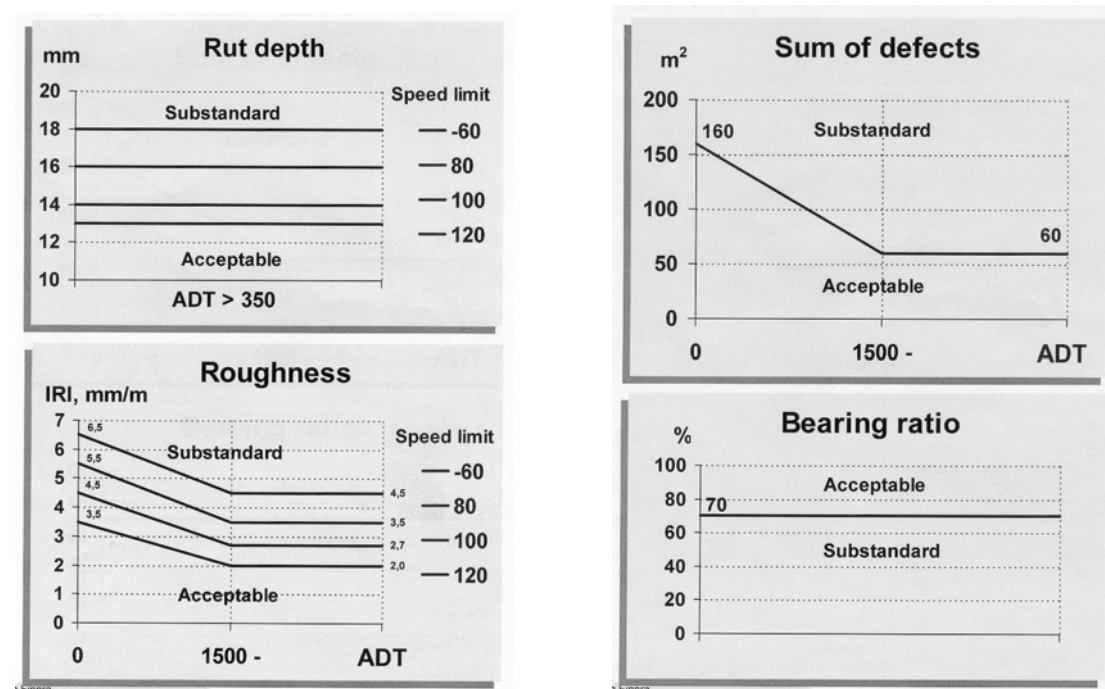 Rut depth
mm
20
18
16
14
12
10
Substandard
Acceptable
ADT > 350
Speed limit
-60
80
100
120
Roughness
IRI, mm/m
7
6
5
4
3
2
1
0
6,5
5,5
4,5
3,5
Substandard
Acceptable
4,5
3,5
2,7
2,0
0 1500 - ADT
Speed limit
-60
80
100
120
Sum of defects
m²
200
150
100
50
0
160
Substandard
60
Acceptable
0 1500 - ADT
Bearing ratio
%
100
80
60
40
20
0
Acceptable
70
Substandard